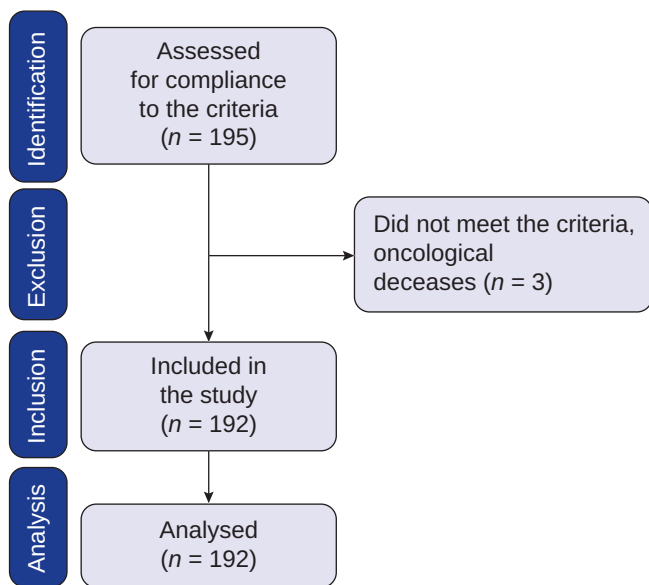 Identification
Assessed
for compliance
to the criteria
(n = 195)
Exclusion
Did not meet the criteria,
oncological
deceases (n = 3)
Inclusion
Included in
the study
(n = 192)
Analysis
Analysed
(n = 192)